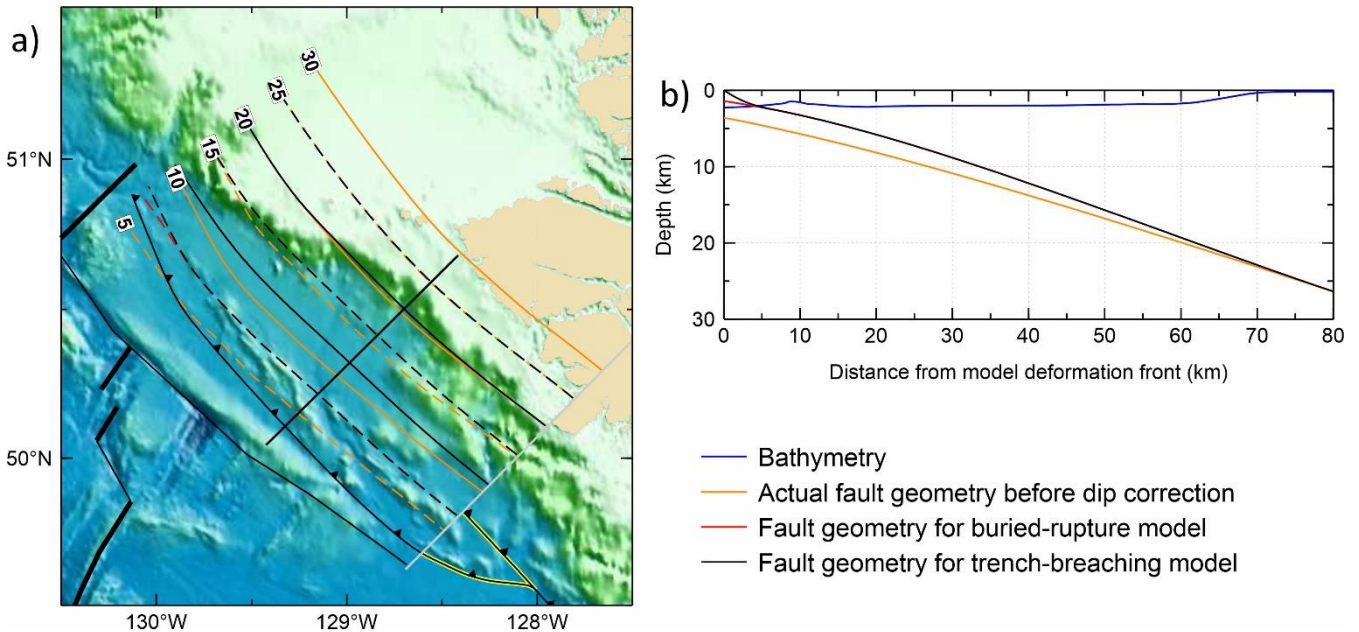 a)
51°N
50°N
130°W
129°W
128°W
5
10
15
20
25
30
b)
0
10
20
30
Depth (km)
0
10
20
30
40
50
60
70
80
Distance from model deformation front (km)
Bathymetry
Actual fault geometry before dip correction
Fault geometry for buried-rupture model
Fault geometry for trench-breaching model